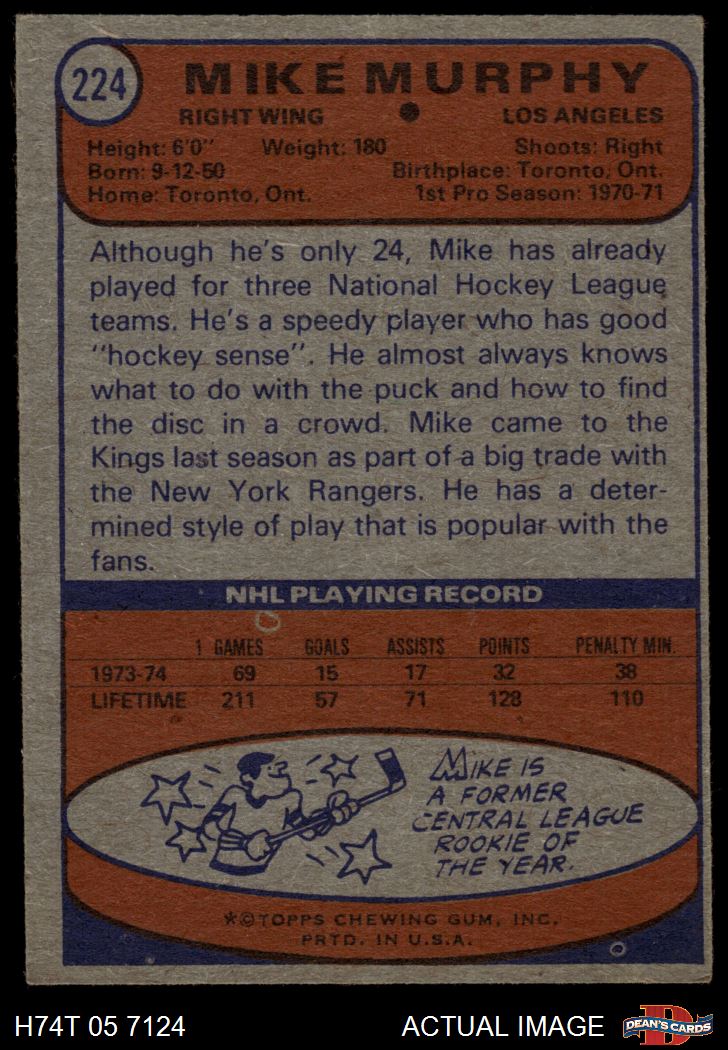 224
MIKE MURPHY
RIGHT WING LOS ANGELES
Height: 6'0" Weight: 180 Shoots: Right
Born: 9-12-50 Birthplace: Toronto, Ont.
Home: Toronto, Ont. 1st Pro Season: 1970-71
Although he's only 24, Mike has already
played for three National Hockey League
teams. He's a speedy player who has good
"hockey sense". He almost always knows
what to do with the puck and how to find
the disc in a crowd. Mike came to the
Kings last season as part of a big trade with
the New York Rangers. He has a deter-
mined style of play that is popular with the
fans.
NHL PLAYING RECORD
1 GAMES GOALS ASSISTS POINTS PENALTY MIN.
1973-74 69 15 17 32 38
LIFETIME 211 57 71 128 110
MIKE IS
A FORMER
CENTRAL LEAGUE
ROOKIE OF
THE YEAR.
*©TOPPS CHEWING GUM, INC.
PRTD. IN U.S.A.
H74T 05 7124 ACTUAL IMAGE
D
DEAN'S CARDS